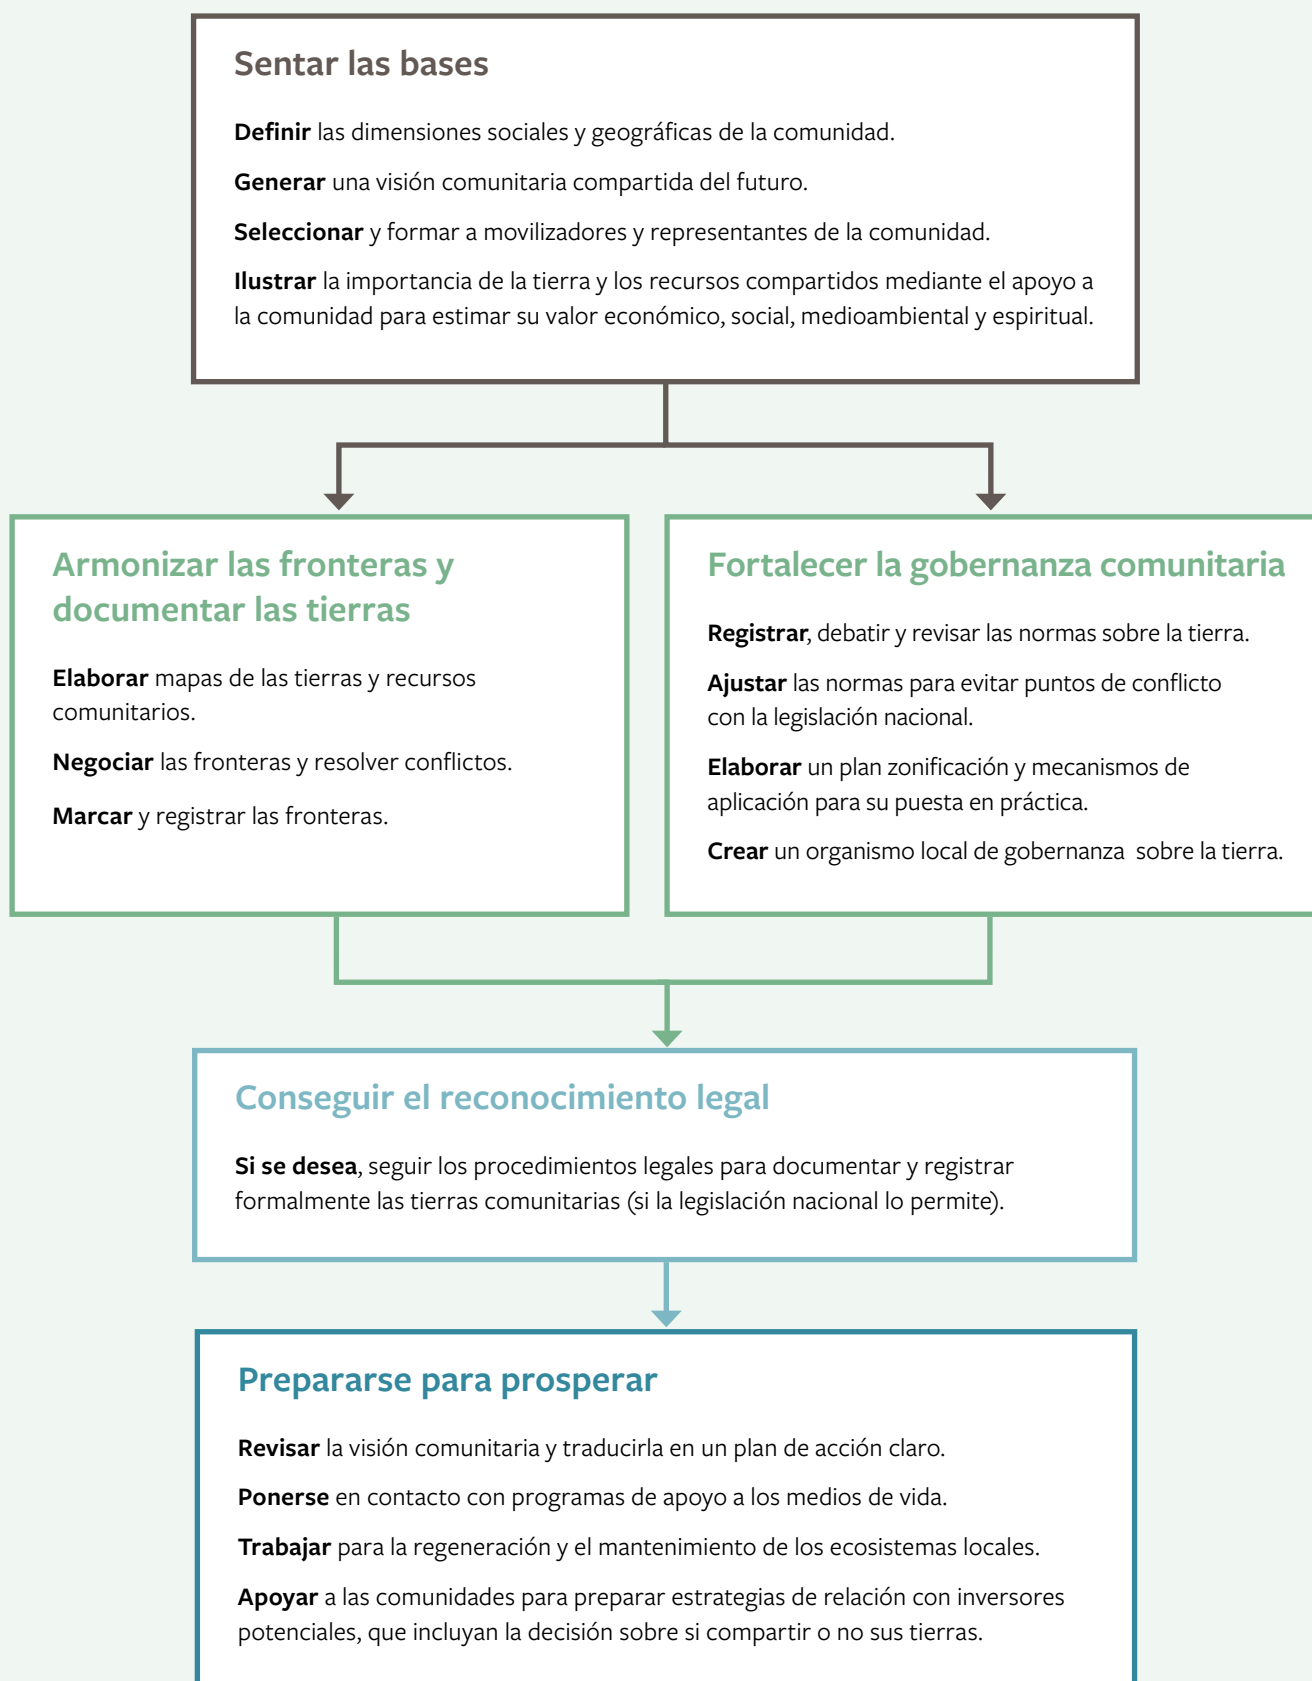 Sentar las bases
Definir las dimensiones sociales y geográficas de la comunidad.
Generar una visión comunitaria compartida del futuro.
Seleccionar y formar a movilizadores y representantes de la comunidad.
Ilustrar la importancia de la tierra y los recursos compartidos mediante el apoyo a
la comunidad para estimar su valor económico, social, medioambiental y espiritual.
Armonizar las fronteras y
documentar las tierras
Elaborar mapas de las tierras y recursos
comunitarios.
Negociar las fronteras y resolver conflictos.
Marcar y registrar las fronteras.
Fortalecer la gobernanza comunitaria
Registrar, debatir y revisar las normas sobre la tierra.
Ajustar las normas para evitar puntos de conflicto
con la legislación nacional.
Elaborar un plan zonificación y mecanismos de
aplicación para su puesta en práctica.
Crear un organismo local de gobernanza sobre la tierra.
Conseguir el reconocimiento legal
Si se desea, seguir los procedimientos legales para documentar y registrar
formalmente las tierras comunitarias (si la legislación nacional lo permite).
Prepararse para prosperar
Revisar la visión comunitaria y traducirla en un plan de acción claro.
Ponerse en contacto con programas de apoyo a los medios de vida.
Trabajar para la regeneración y el mantenimiento de los ecosistemas locales.
Apoyar a las comunidades para preparar estrategias de relación con inversores
potenciales, que incluyan la decisión sobre si compartir o no sus tierras.